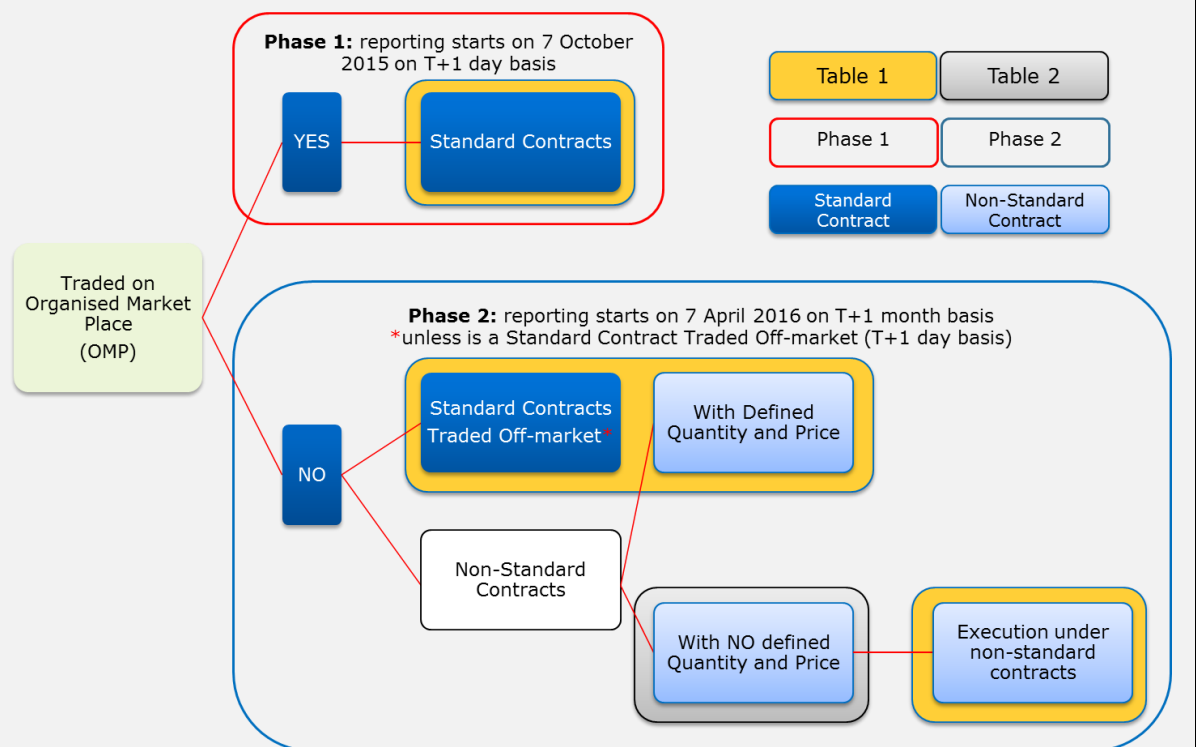 Phase 1: reporting starts on 7 October
2015 on T+1 day basis
YES
Standard Contracts
Table 1
Table 2
Phase 1
Phase 2
Standard
Contract
Non-Standard
Contract
Traded on
Organised Market
Place
(OMP)
Phase 2: reporting starts on 7 April 2016 on T+1 month basis
*unless is a Standard Contract Traded Off-market (T+1 day basis)
NO
Standard Contracts
Traded Off-market*
With Defined
Quantity and Price
Non-Standard
Contracts
With NO defined
Quantity and Price
Execution under
non-standard
contracts